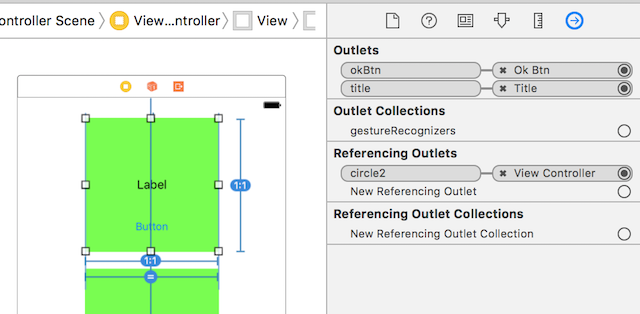 ontroller Scene
View...ntroller
View
Label
Button
1:1
1:1
=
Outlets
okBtn
Ok Btn
title
Title
Outlet Collections
gestureRecognizers
Referencing Outlets
circle2
View Controller
New Referencing Outlet
Referencing Outlet Collections
New Referencing Outlet Collection